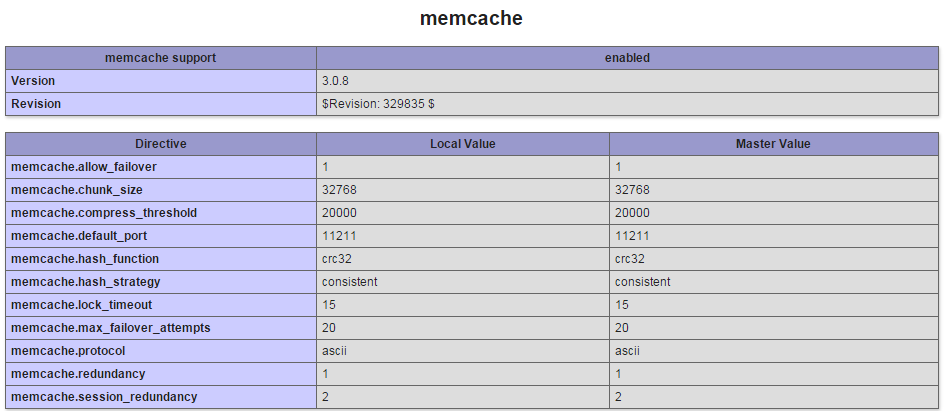 memcache
memcache support enabled
Version 3.0.8
Revision $Revision: 329835 $
Directive Local Value Master Value
memcache.allow_failover 1 1
memcache.chunk_size 32768 32768
memcache.compress_threshold 20000 20000
memcache.default_port 11211 11211
memcache.hash_function crc32 crc32
memcache.hash_strategy consistent consistent
memcache.lock_timeout 15 15
memcache.max_failover_attempts 20 20
memcache.protocol ascii ascii
memcache.redundancy 1 1
memcache.session_redundancy 2 2